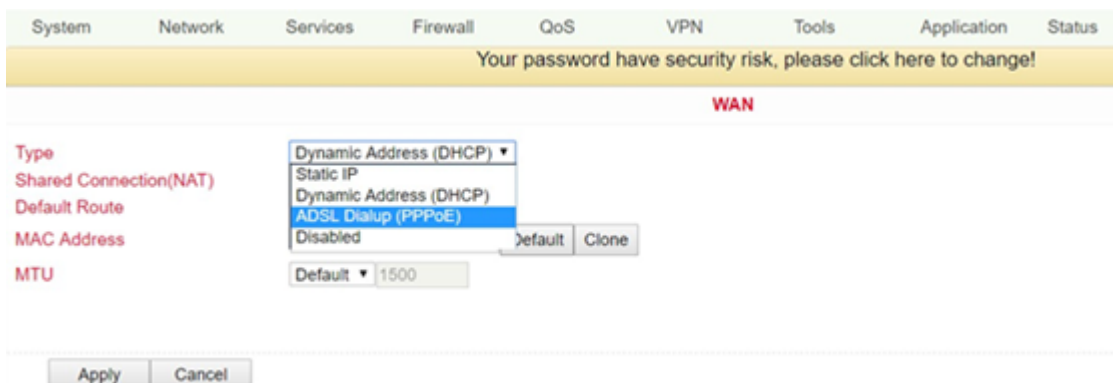 System Network Services Firewall QoS VPN Tools Application Status
Your password have security risk, please click here to change!
WAN
Type Dynamic Address (DHCP)
Static IP
Shared Connection(NAT)
Dynamic Address (DHCP)
Default Route
ADSL Dialup (PPPoE)
MAC Address Disabled Default Clone
MTU Default 1500
Apply Cancel